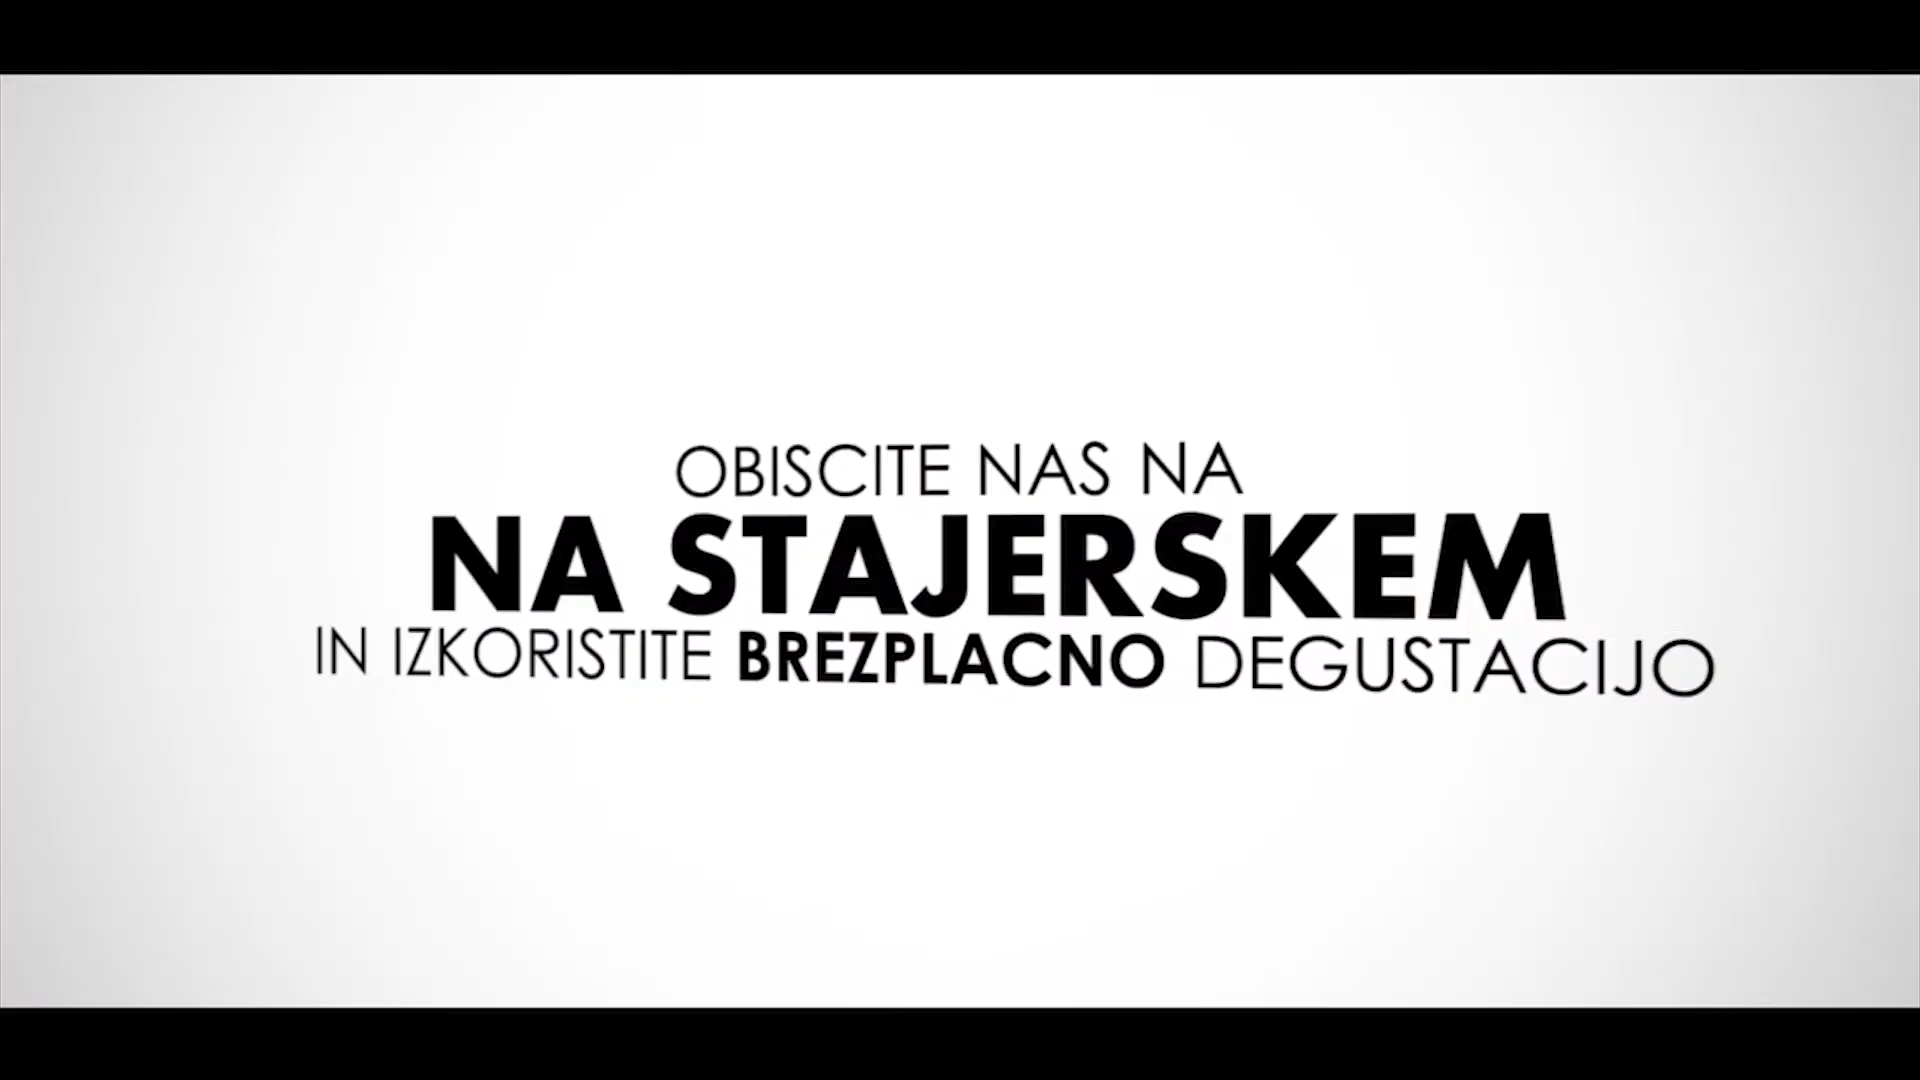 OBISCITE NAS NA
NA STAJERSKEM
IN IZKORISTITE BREZPLACNO DEGUSTACIJO